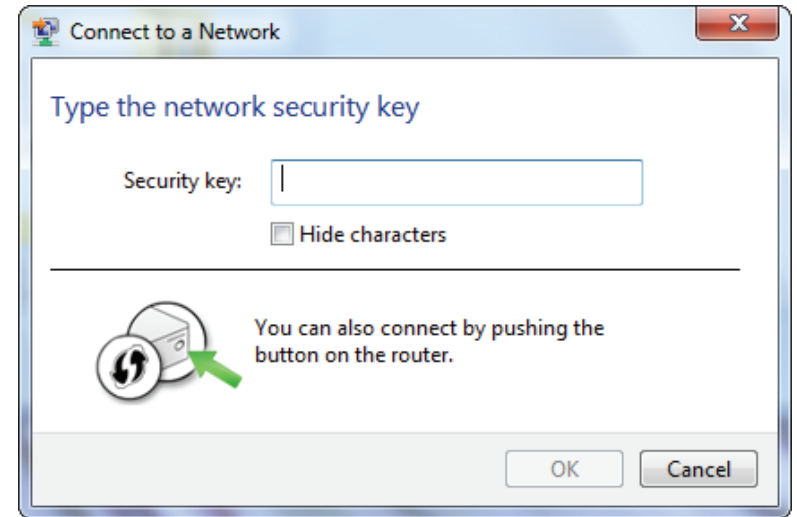 Connect to a Network
Type the network security key
Security key:
Hide characters
You can also connect by pushing the
button on the router.
OK
Cancel